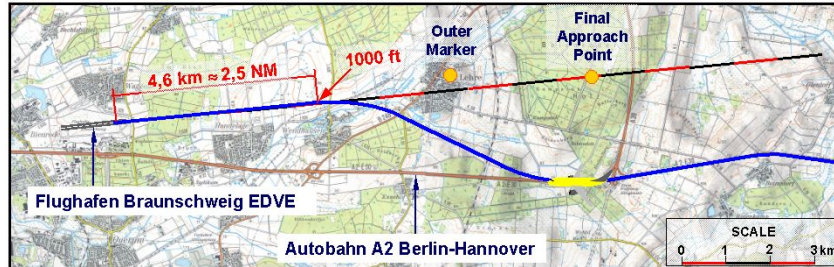 Outer
Marker
Final
Approach
Point
1000 ft
4,6 km ≈ 2,5 NM
Lehre
Flughafen Braunschweig EDVE
Autobahn A2 Berlin-Hannover
SCALE
0 1 2 3 km